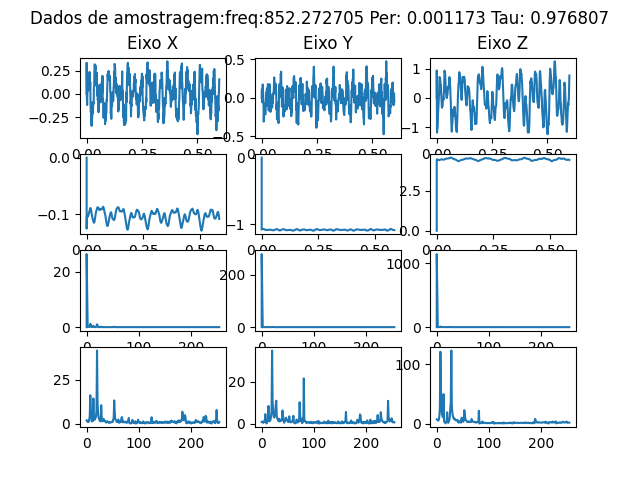 Dados de amostragem:freq:852.272705 Per: 0.001173 Tau: 0.976807
Eixo X Eixo Y Eixo Z
0.25 0.00 −0.25 0.5 0.0 −0.5 1 0 −1
0.00 0.25 0.50 0.00 0.25 0.50 0.00 0.25 0.50
0.0 −0.1 0 −1 2.5 0.0
0.00 0.25 0.50 0.00 0.25 0.50 0.00 0.25 0.50
20 0 200 0 1000 0
0 100 200 0 100 200 0 100 200
25 0 20 0 100 0
0 100 200 0 100 200 0 100 200